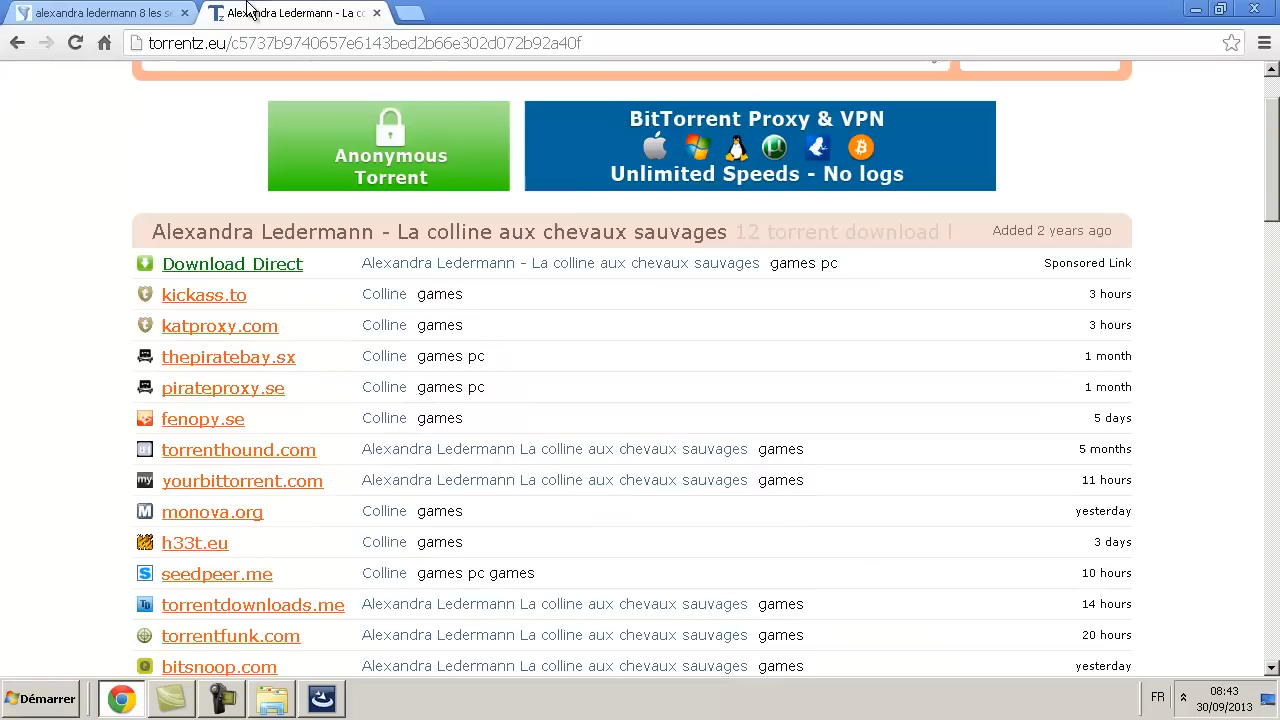 alexandra ledermann 8 les se
Alexandra Ledermann - La co
torrentz.eu/c5737b9740657e6143bed2b66e302d072b92a40f
Anonymous
Torrent
BitTorrent Proxy & VPN
Unlimited Speeds - No logs
Alexandra Ledermann - La colline aux chevaux sauvages 12 torrent download l Added 2 years ago
Download Direct Alexandra Ledermann - La colline aux chevaux sauvages games pc Sponsored Link
kickass.to Colline games 3 hours
katproxy.com Colline games 3 hours
thepiratebay.sx Colline games pc 1 month
pirateproxy.se Colline games pc 1 month
fenopy.se Colline games 5 days
torrenthound.com Alexandra Ledermann La colline aux chevaux sauvages games 5 months
my yourbittorrent.com Alexandra Ledermann La colline aux chevaux sauvages games 11 hours
M monova.org Colline games yesterday
h33t.eu Colline games 3 days
S seedpeer.me Colline games pc games 10 hours
torrentdownloads.me Alexandra Ledermann La colline aux chevaux sauvages games 14 hours
torrentfunk.com Alexandra Ledermann La colline aux chevaux sauvages games 20 hours
bitsnoop.com Alexandra Ledermann La colline aux chevaux sauvages games yesterday
Démarrer
FR
08:43
30/09/2013